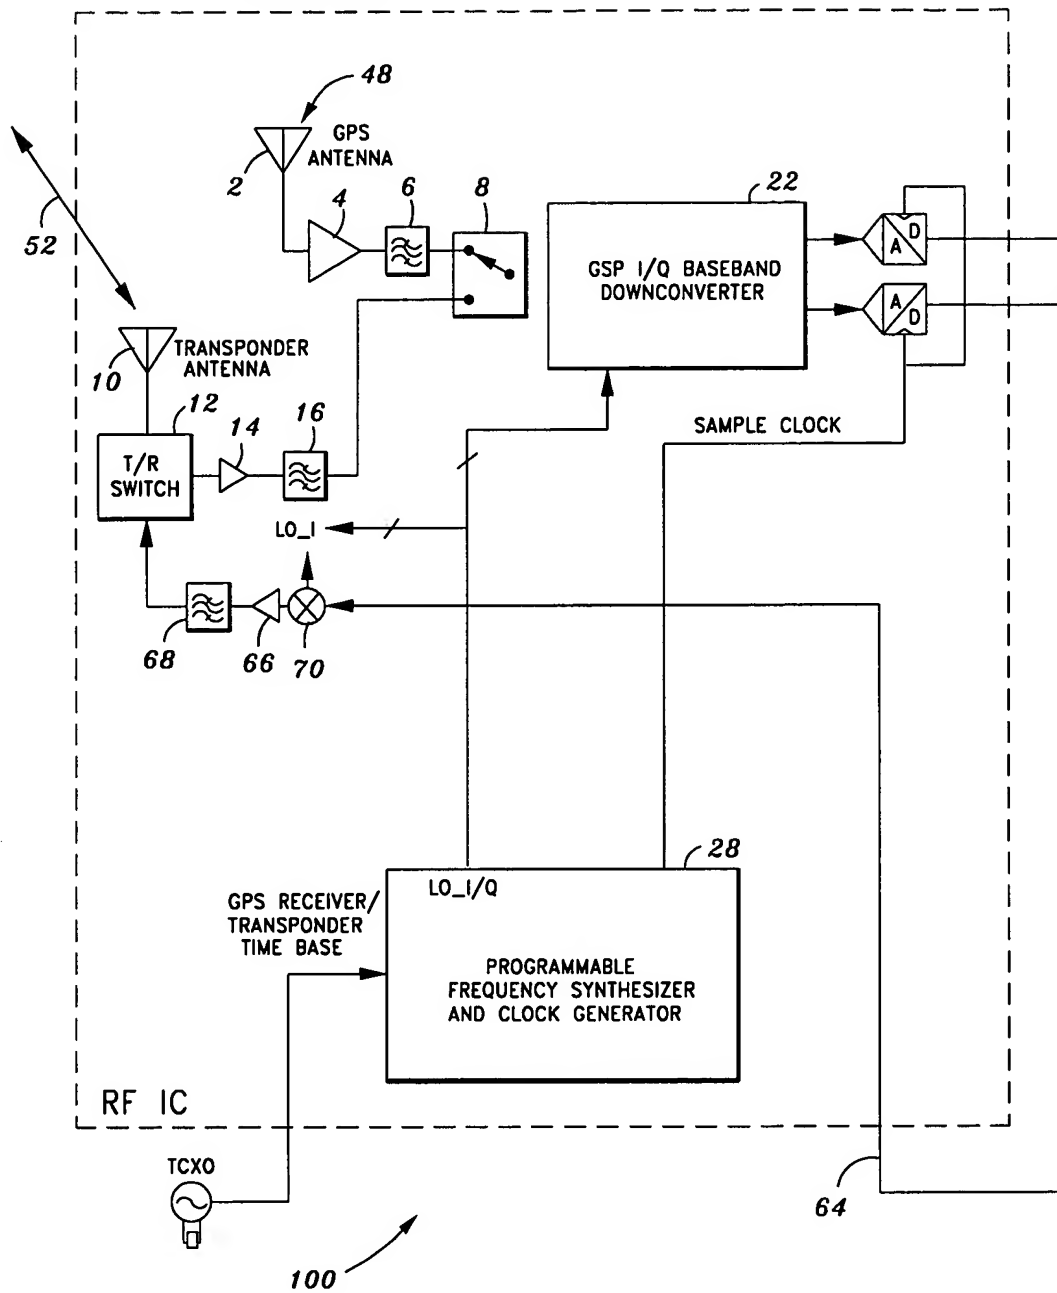 48
GPS
ANTENNA
2
4
6
8
22
52
A
D
GSP I/Q BASEBAND
DOWNCONVERTER
A
D
10
TRANSPONDER
ANTENNA
12
14
16
SAMPLE CLOCK
T/R
SWITCH
LO_I
68
66
70
28
LO_I/Q
GPS RECEIVER/
TRANSPONDER
TIME BASE
PROGRAMMABLE
FREQUENCY SYNTHESIZER
AND CLOCK GENERATOR
RF IC
TCXO
64
100